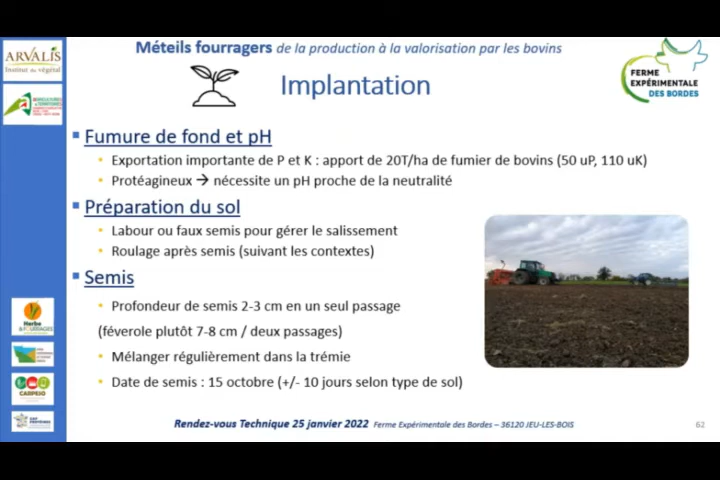 Méteils fourragers de la production à la valorisation par les bovins
ARVALIS
Institut du végétal
Implantation
FERME
EXPÉRIMENTALE
DES BORDES
Fumure de fond et pH
Exportation importante de P et K : apport de 20T/ha de fumier de bovins (50 uP, 110 uK)
Protéagineux → nécessite un pH proche de la neutralité
Préparation du sol
Labour ou faux semis pour gérer le salissement
Roulage après semis (suivant les contextes)
Semis
Profondeur de semis 2-3 cm en un seul passage
(féverole plutôt 7-8 cm / deux passages)
Mélanger régulièrement dans la trémie
Date de semis : 15 octobre (+/- 10 jours selon type de sol)
Herbe
& FOURRAGES
CAP PROTÉINES
Rendez-vous Technique 25 janvier 2022 Ferme Expérimentale des Bordes – 36120 JEU-LES-BOIS
62